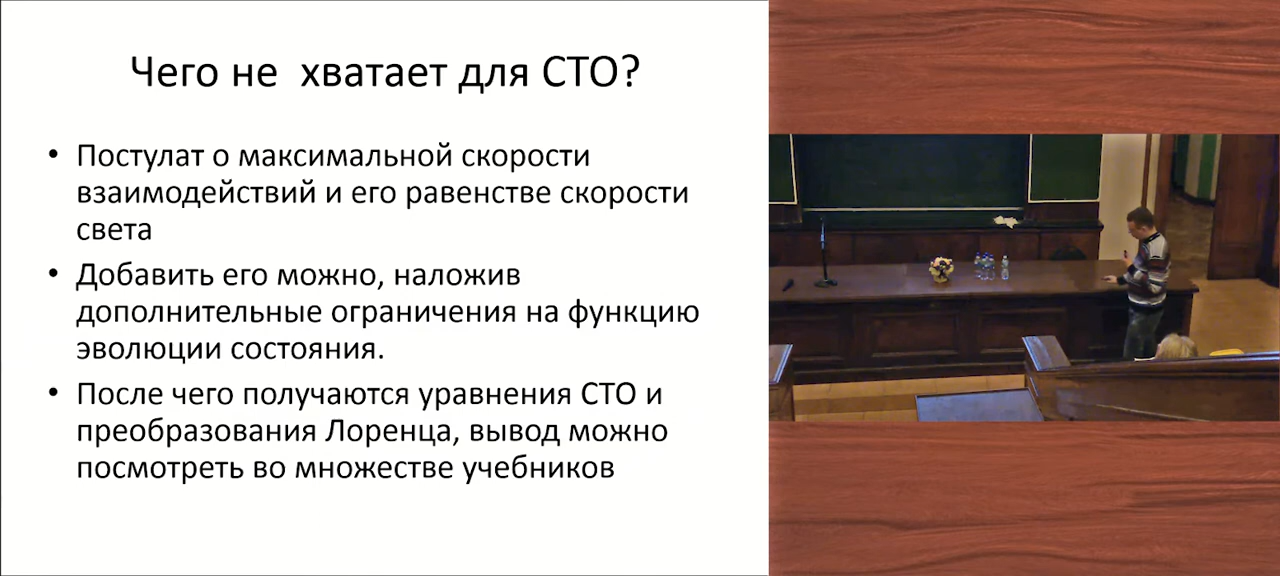 Чего не  хватает для СТО?
• Постулат о максимальной скорости
взаимодействий и его равенстве скорости
света
• Добавить его можно, наложив
дополнительные ограничения на функцию
эволюции состояния.
• После чего получаются уравнения СТО и
преобразования Лоренца, вывод можно
посмотреть во множестве учебников